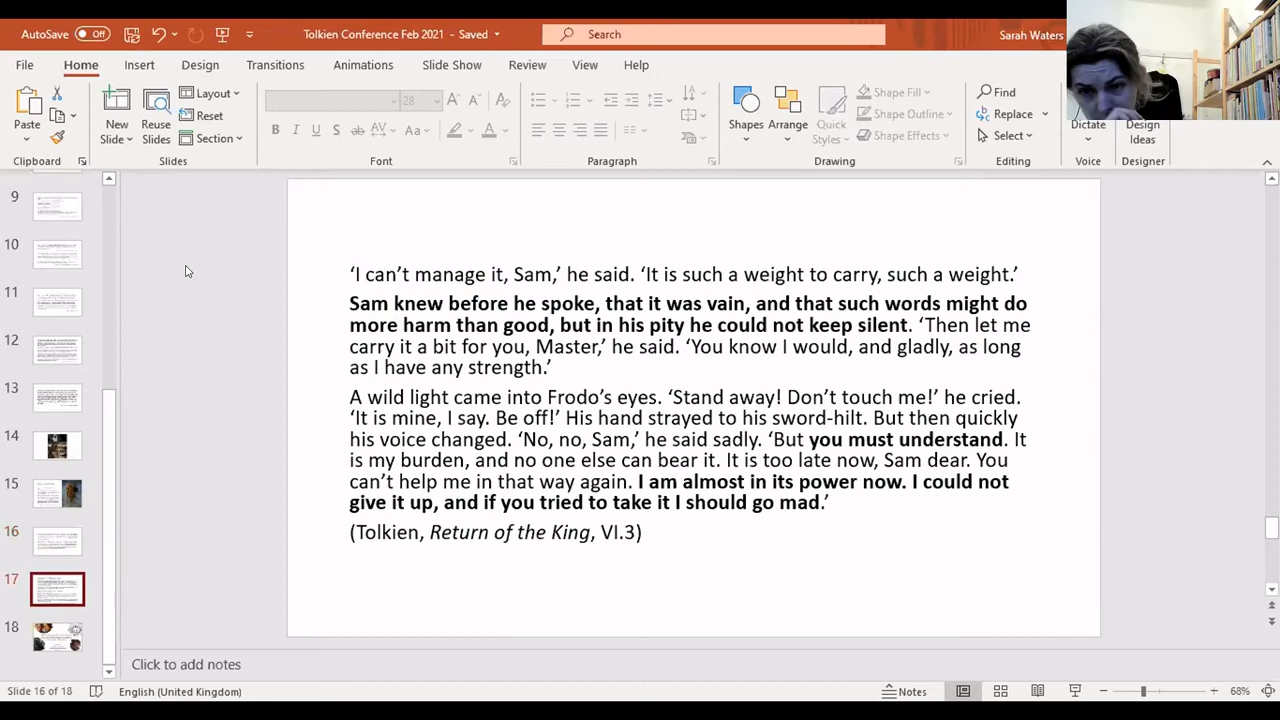 AutoSave Off Tolkien Conference Feb 2021 - Saved Search Sarah Waters
File Home Insert Design Transitions Animations Slide Show Review View Help
Paste New Slide Reuse Slides Layout Reset Section
28
B I U S ab AV Aa A
Shapes Arrange Quick Styles Shape Fill Shape Outline Shape Effects
Find Replace Select Dictate Design Ideas
Clipboard Slides Font Paragraph Drawing Editing Voice Designer
9
10
11
12
13
14
15
16
17
18
‘I can’t manage it, Sam,’ he said. ‘It is such a weight to carry, such a weight.’
Sam knew before he spoke, that it was vain, and that such words might do
more harm than good, but in his pity he could not keep silent. ‘Then let me
carry it a bit for you, Master,’ he said. ‘You know I would, and gladly, as long
as I have any strength.’
A wild light came into Frodo’s eyes. ‘Stand away! Don’t touch me!’ he cried.
‘It is mine, I say. Be off!’ His hand strayed to his sword-hilt. But then quickly
his voice changed. ‘No, no, Sam,’ he said sadly. ‘But you must understand. It
is my burden, and no one else can bear it. It is too late now, Sam dear. You
can’t help me in that way again. I am almost in its power now. I could not
give it up, and if you tried to take it I should go mad.’
(Tolkien, Return of the King, VI.3)
Click to add notes
Slide 16 of 18 English (United Kingdom) Notes 68%